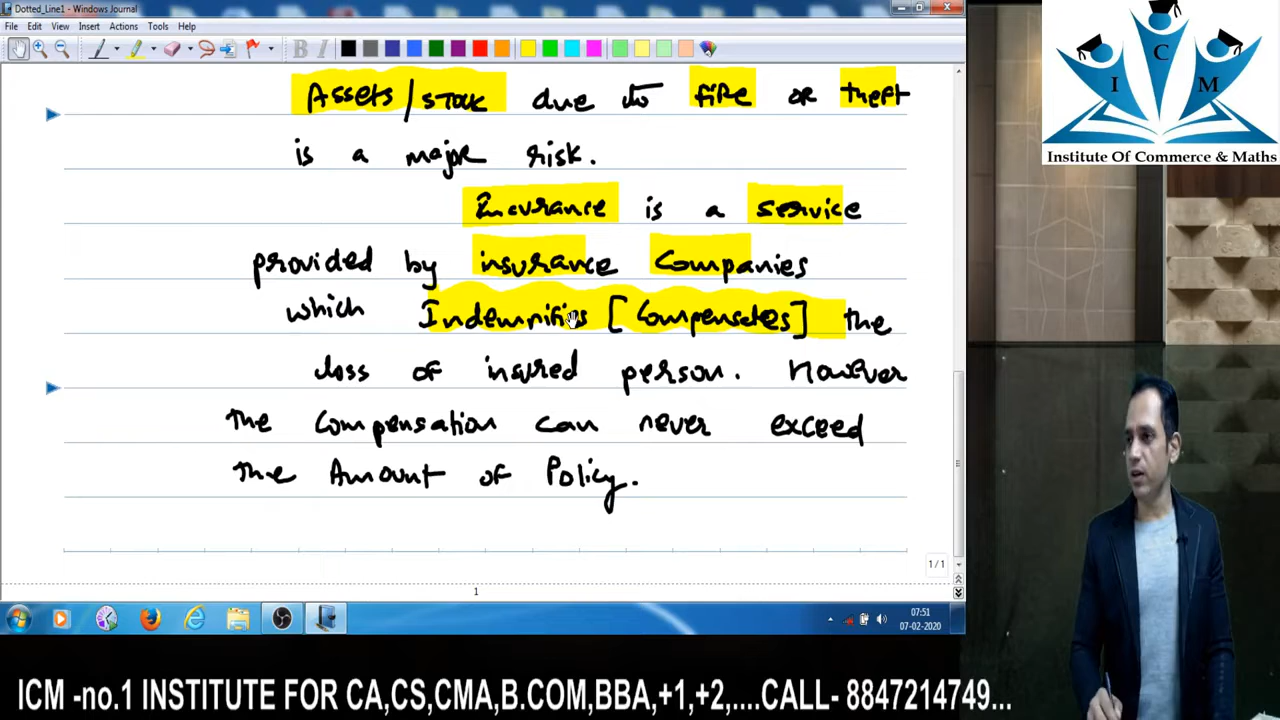 Dotted_Line1 - Windows Journal
File Edit View Insert Actions Tools Help
B I
Assets/stock due to fire or theft
is a major risk.
Insurance is a service
provided by insurance Companies
which Indemnifies [Compensates] the
loss of insured person. However
the Compensation can never exceed
the Amount of Policy.
1/1
1
07:51
07-02-2020
I C M
Institute Of Commerce & Maths
ICM -no.1 INSTITUTE FOR CA,CS,CMA,B.COM,BBA,+1,+2,....CALL- 8847214749...